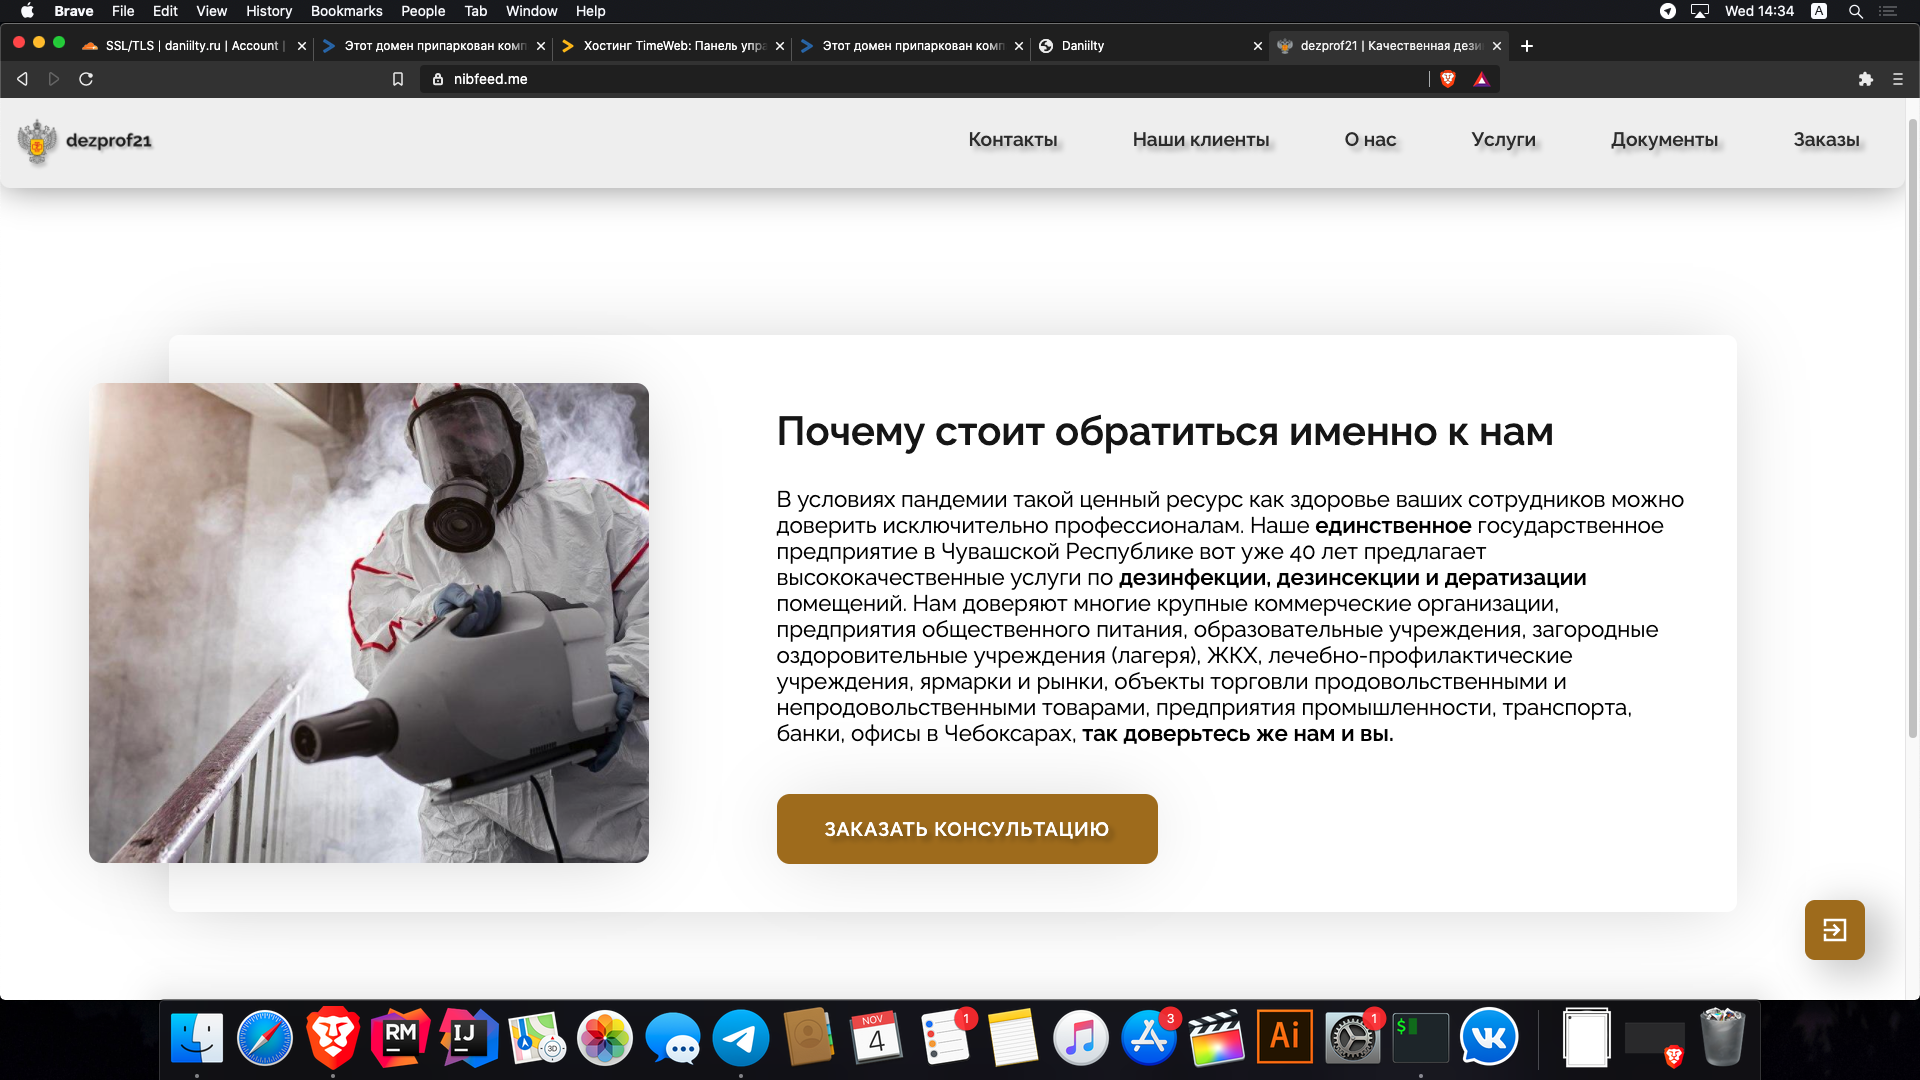 Brave File Edit View History Bookmarks People Tab Window Help Wed 14:34 A
SSL/TLS | daniilty.ru | Account |
Этот домен припаркован комп
Хостинг TimeWeb: Панель упра
Этот домен припаркован комп
Daniilty
dezprof21 | Качественная дези
nibfeed.me
dezprof21
Контакты
Наши клиенты
О нас
Услуги
Документы
Заказы
Почему стоит обратиться именно к нам
В условиях пандемии такой ценный ресурс как здоровье ваших сотрудников можно
доверить исключительно профессионалам. Наше единственное государственное
предприятие в Чувашской Республике вот уже 40 лет предлагает
высококачественные услуги по дезинфекции, дезинсекции и дератизации
помещений. Нам доверяют многие крупные коммерческие организации,
предприятия общественного питания, образовательные учреждения, загородные
оздоровительные учреждения (лагеря), ЖКХ, лечебно-профилактические
учреждения, ярмарки и рынки, объекты торговли продовольственными и
непродовольственными товарами, предприятия промышленности, транспорта,
банки, офисы в Чебоксарах, так доверьтесь же нам и вы.
ЗАКАЗАТЬ КОНСУЛЬТАЦИЮ
RM
IJ
3D
NOV
4
1
3
Ai
1
$